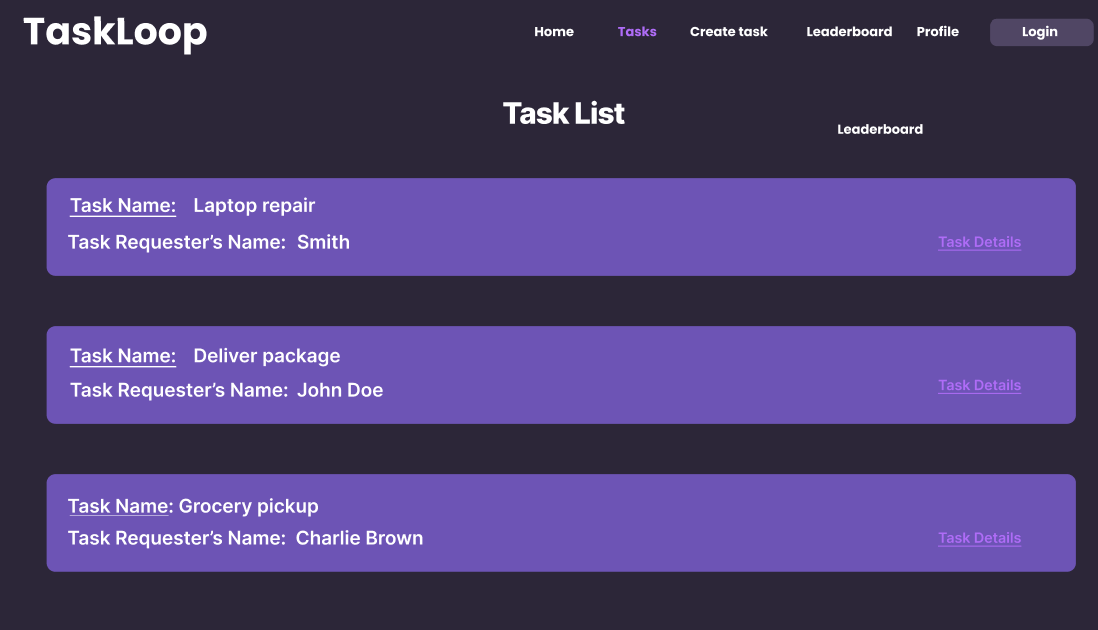 TaskLoop
Home Tasks Create task Leaderboard Profile Login
Task List
Leaderboard
Task Name: Laptop repair
Task Requester’s Name: Smith
Task Details
Task Name: Deliver package
Task Requester’s Name: John Doe
Task Details
Task Name: Grocery pickup
Task Requester’s Name: Charlie Brown
Task Details